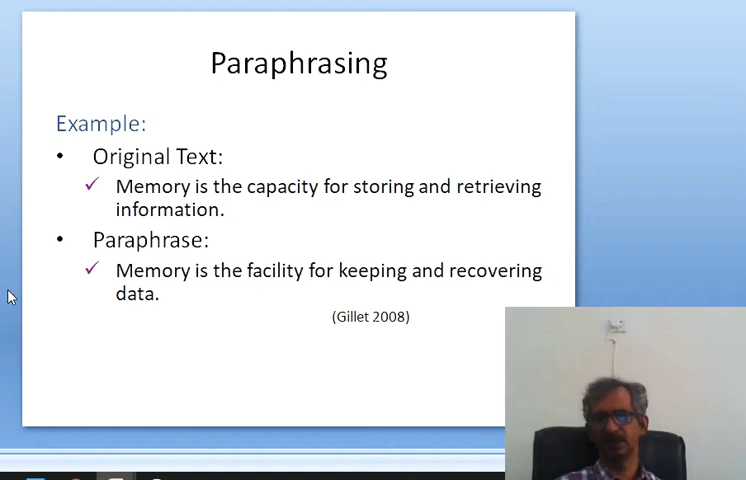 Paraphrasing
Example:
• Original Text:
✓ Memory is the capacity for storing and retrieving
information.
• Paraphrase:
✓ Memory is the facility for keeping and recovering
data.
(Gillet 2008)